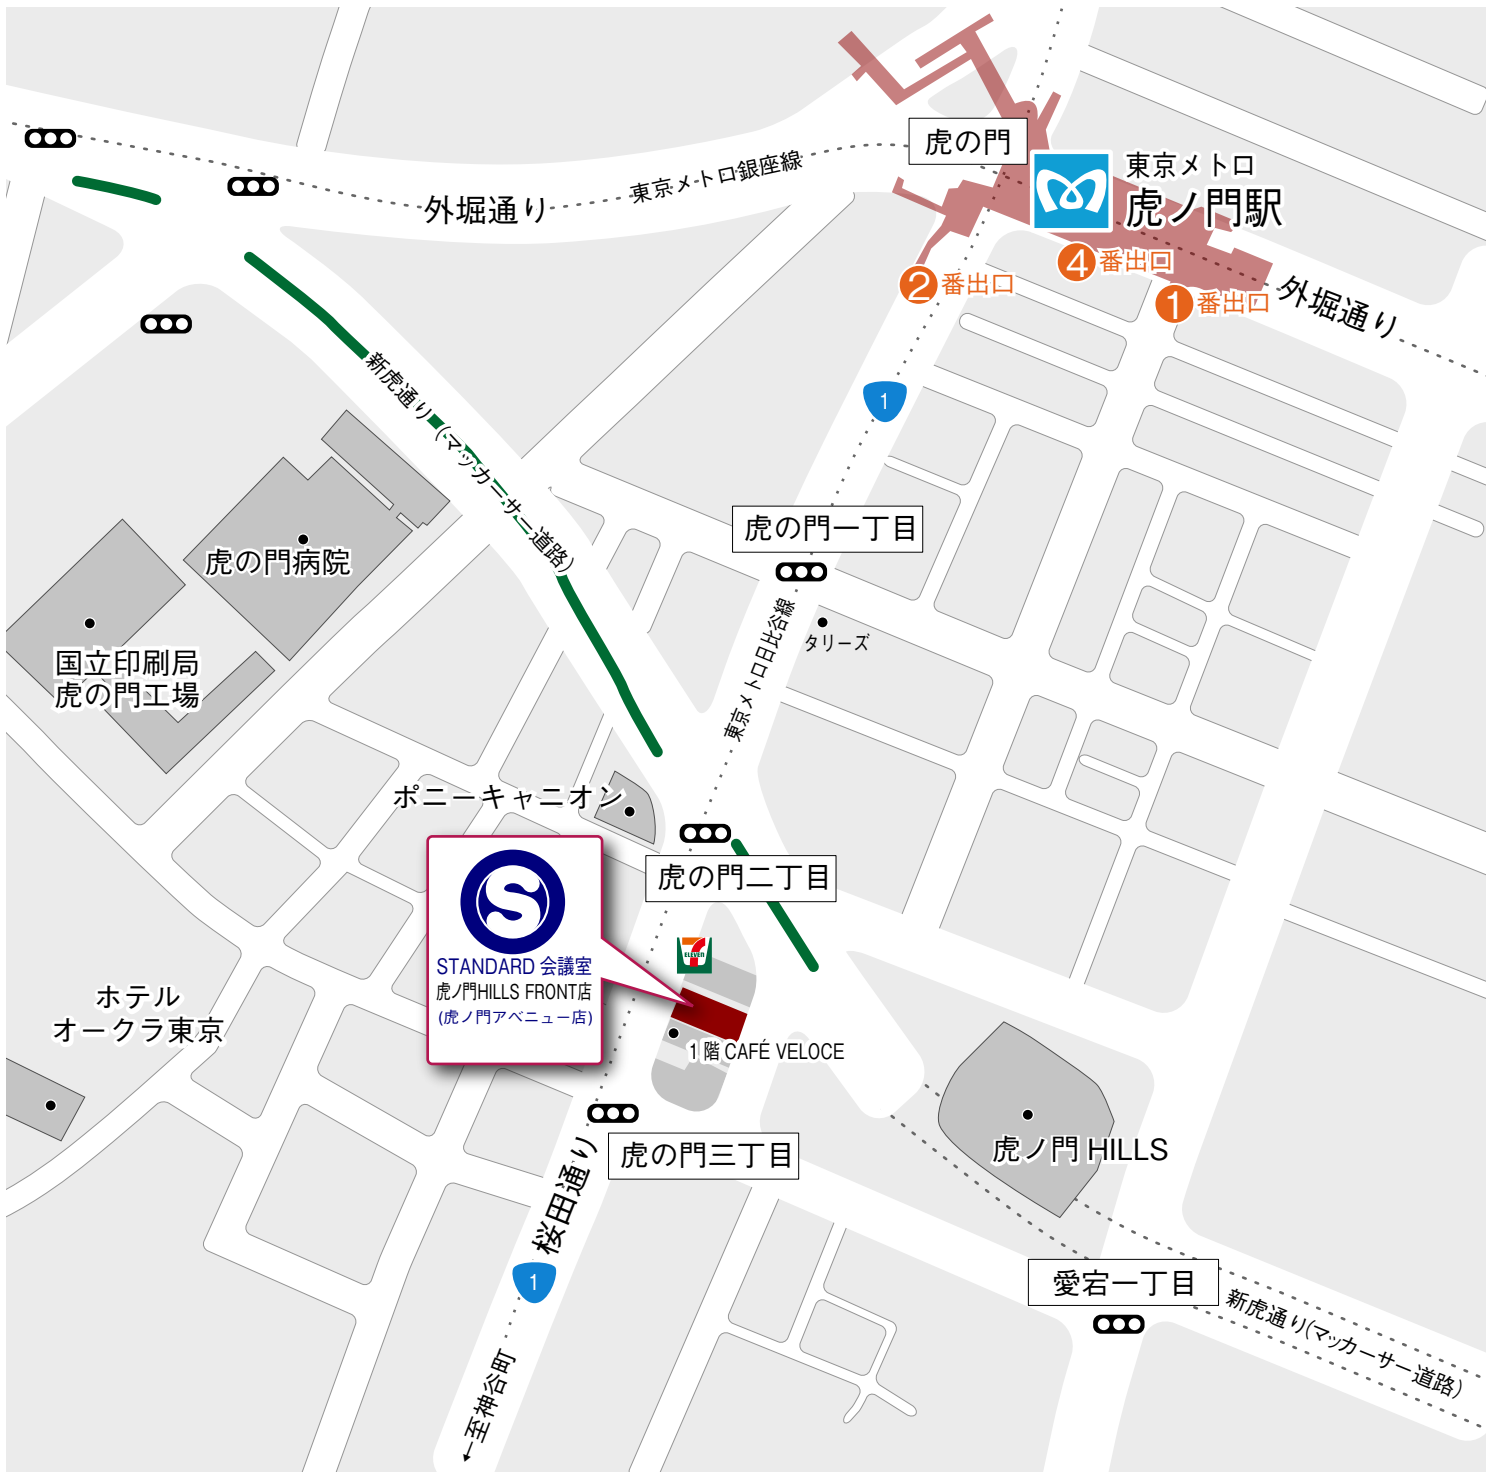 虎の門
東京メトロ
虎ノ門駅
東京メトロ銀座線
外堀通り
4番出口
2番出口
1番出口
外堀通り
1
新虎通り(マッカーサー道路)
虎の門一丁目
虎の門病院
タリーズ
東京メトロ日比谷線
国立印刷局
虎の門工場
ポニーキャニオン
虎の門二丁目
7
ELEVEN
S
STANDARD 会議室
虎ノ門HILLS FRONT店
(虎ノ門アベニュー店)
ホテル
オークラ東京
1階 CAFÉ VELOCE
虎の門三丁目
虎ノ門 HILLS
桜田通り
1
愛宕一丁目
新虎通り(マッカーサー道路)
←至神谷町